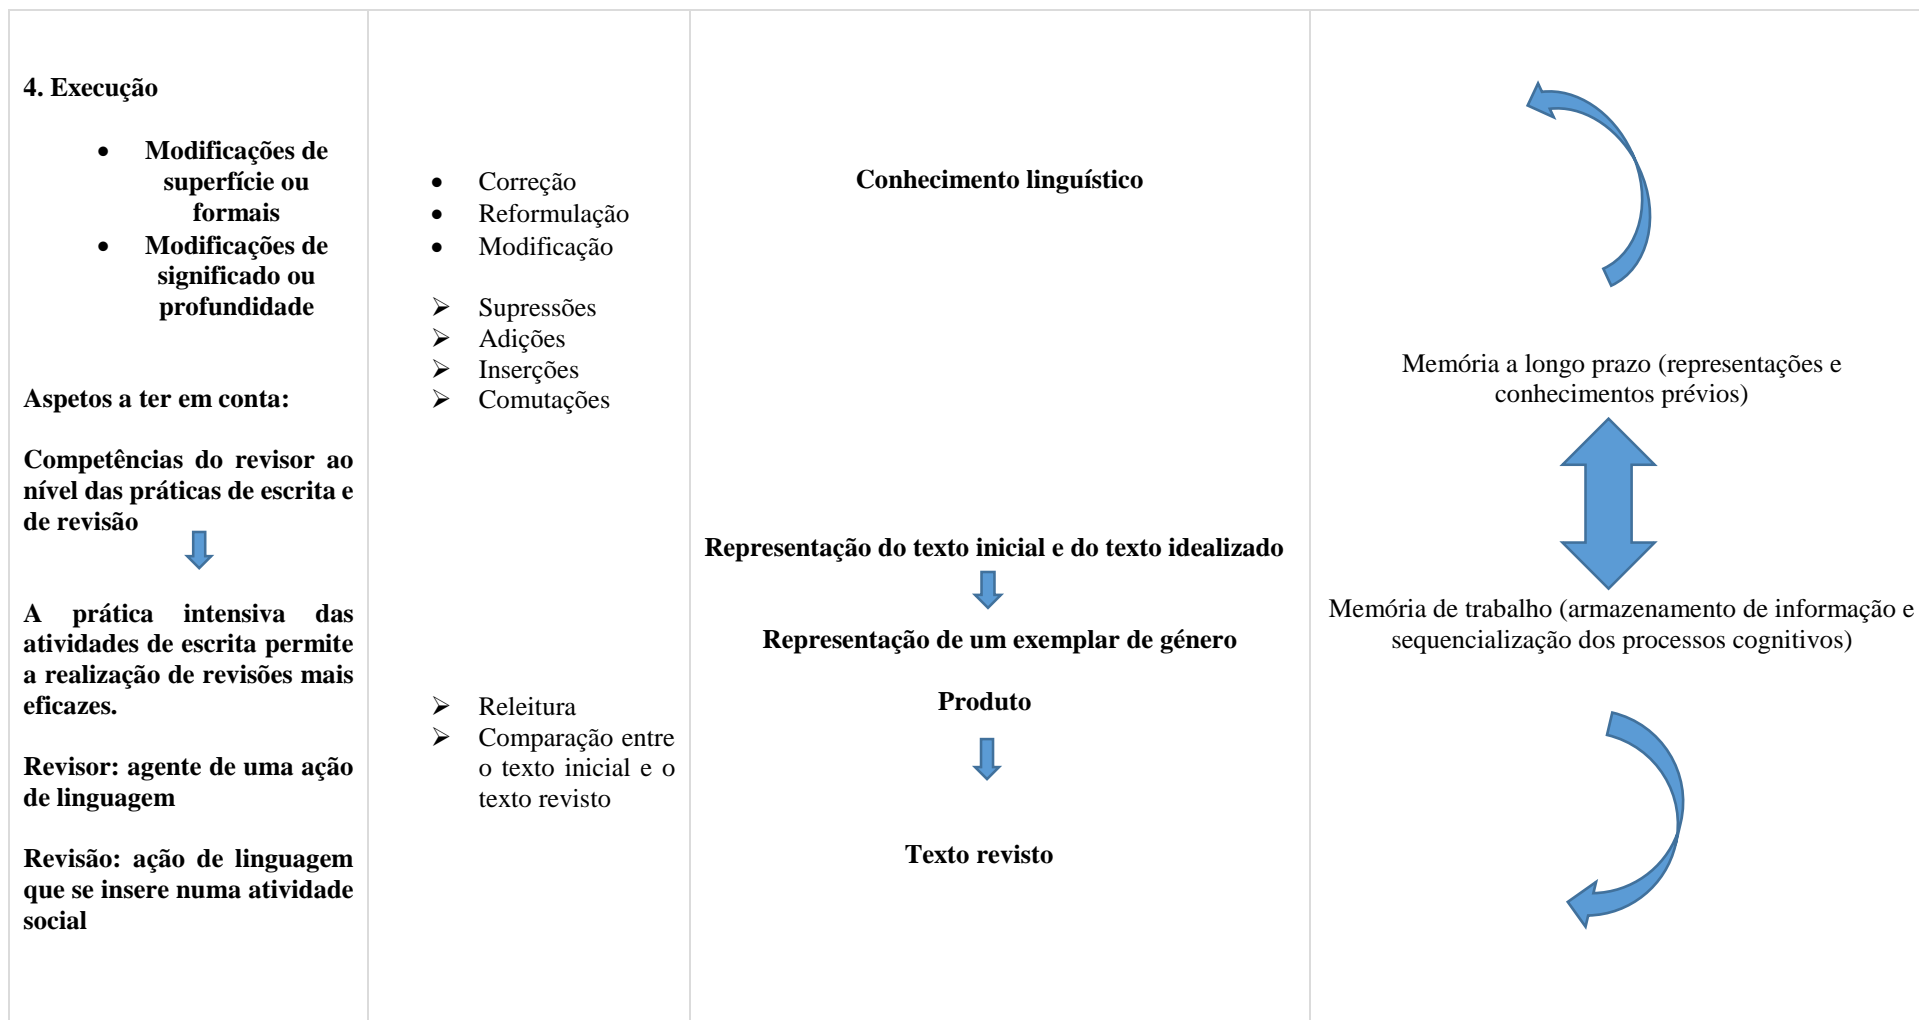 4. Execução
• Modificações de
superfície ou
formais
• Modificações de
significado ou
profundidade
Aspetos a ter em conta:
Competências do revisor ao
nível das práticas de escrita e
de revisão
A prática intensiva das
atividades de escrita permite
a realização de revisões mais
eficazes.
Revisor: agente de uma ação
de linguagem
Revisão: ação de linguagem
que se insere numa atividade
social
• Correção
• Reformulação
• Modificação
➢ Supressões
➢ Adições
➢ Inserções
➢ Comutações
➢ Releitura
➢ Comparação entre
o texto inicial e o
texto revisto
Conhecimento linguístico
Representação do texto inicial e do texto idealizado
Representação de um exemplar de género
Produto
Texto revisto
Memória a longo prazo (representações e
conhecimentos prévios)
Memória de trabalho (armazenamento de informação e
sequencialização dos processos cognitivos)